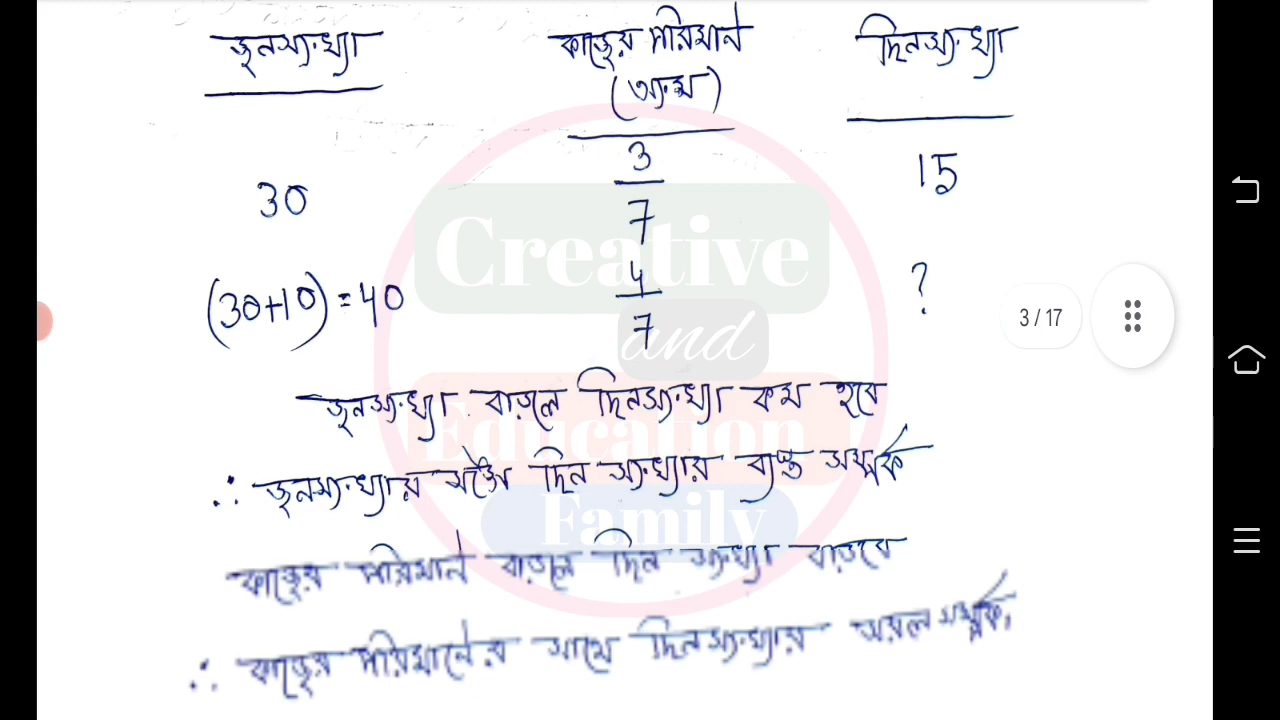 জনসংখ্যা কাজের পরিমান দিনসংখ্যা
(অংশ)
30 3/7 15
(30+10) = 40 4/7 ?
জনসংখ্যা বাড়লে দিনসংখ্যা কম হবে
∴ জনসংখ্যার সঙ্গে দিন সংখ্যার ব্যস্ত সম্পর্ক
কাজের পরিমান বাড়লে দিন সংখ্যা বাড়বে
∴ কাজের পরিমানের সাথে দিনসংখ্যার সরল সম্পর্ক।
Creative
and
Education
Family
3 / 17